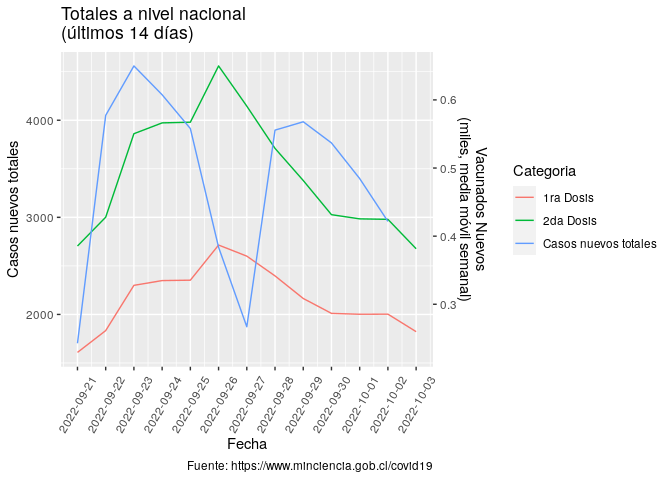 Totales a nivel nacional
(últimos 14 días)
Casos nuevos totales
4000
3000
2000
0.6
0.5
0.4
0.3
Vacunados Nuevos
(miles, media móvil semanal)
2022-09-21
2022-09-22
2022-09-23
2022-09-24
2022-09-25
2022-09-26
2022-09-27
2022-09-28
2022-09-29
2022-09-30
2022-10-01
2022-10-02
2022-10-03
Fecha
Categoria
1ra Dosis
2da Dosis
Casos nuevos totales
Fuente: https://www.minciencia.gob.cl/covid19